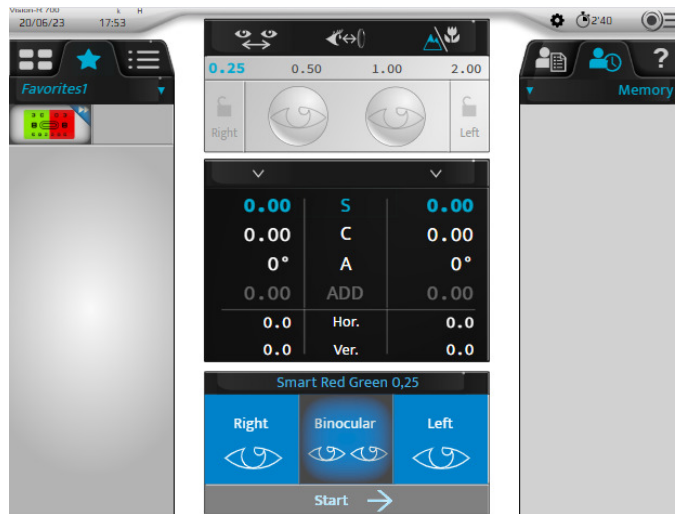 Vision-R 700
20/06/23 17:53
2'40
Favorites1
0.25 0.50 1.00 2.00
Right Left
?
Memory
0.00 S 0.00
0.00 C 0.00
0° A 0°
0.00 ADD 0.00
0.0 Hor. 0.0
0.0 Ver. 0.0
Smart Red Green 0,25
Right Binocular Left
Start